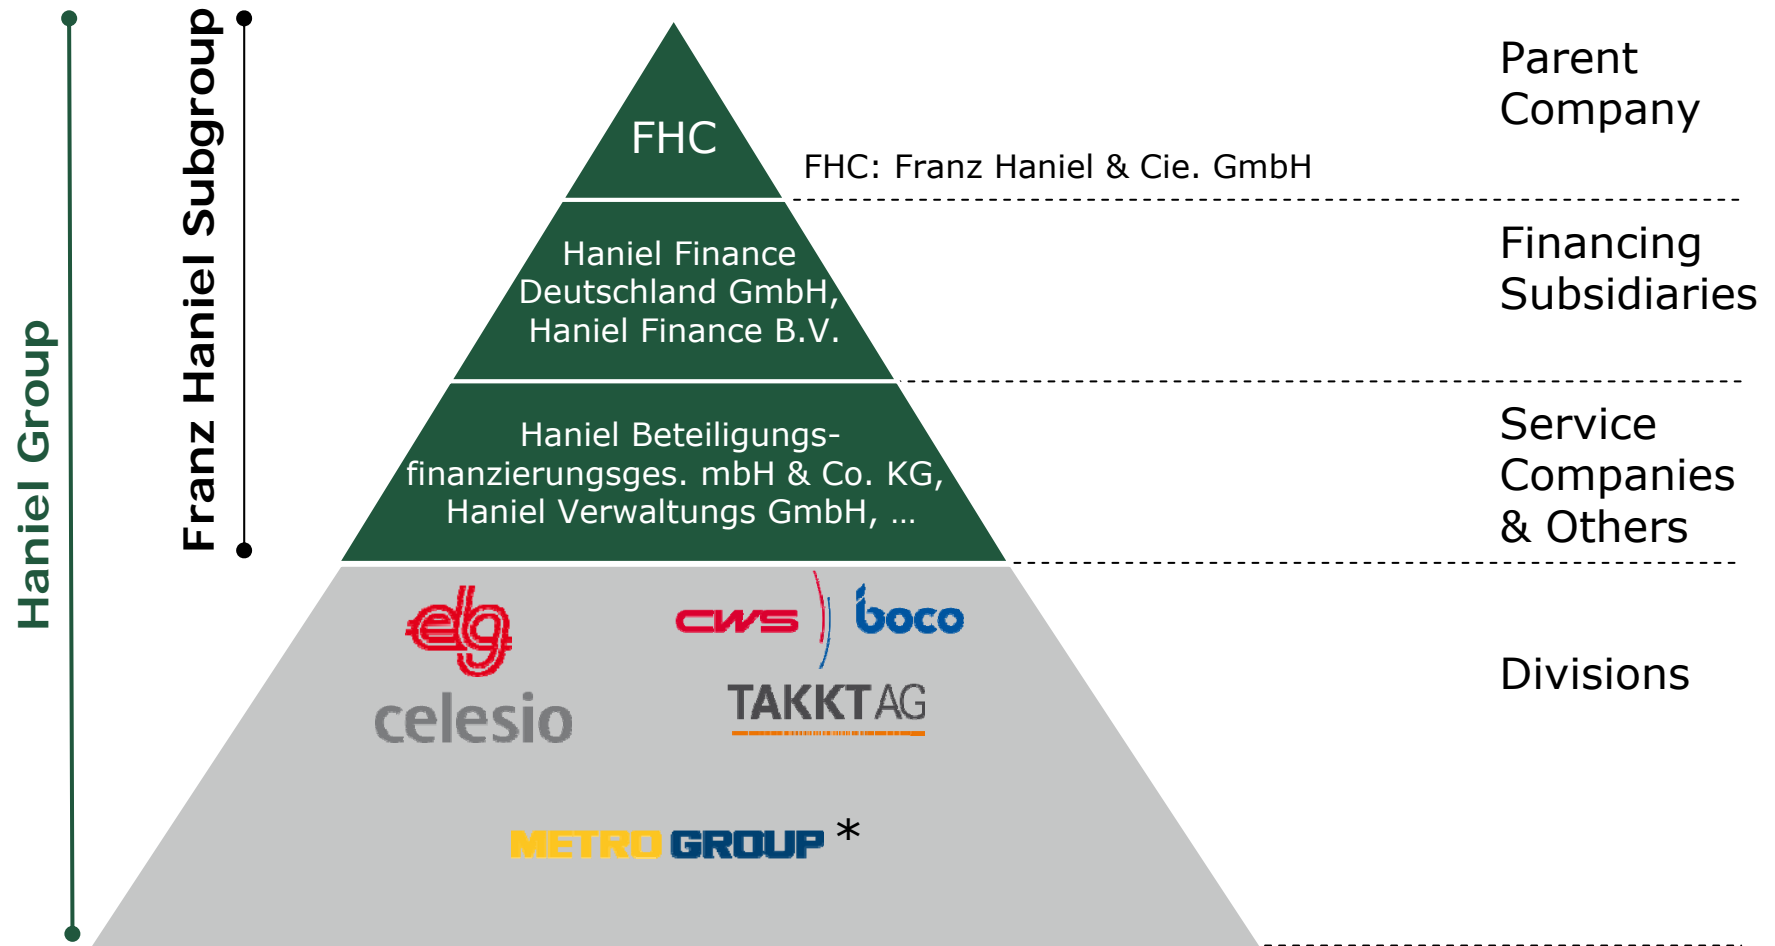 Haniel Group
Franz Haniel Subgroup
FHC
FHC: Franz Haniel & Cie. GmbH
Parent
Company
Haniel Finance
Deutschland GmbH,
Haniel Finance B.V.
Financing
Subsidiaries
Haniel Beteiligungs-
finanzierungsges. mbH & Co. KG,
Haniel Verwaltungs GmbH, …
Service
Companies
& Others
elg
cws boco
celesio
TAKKT AG
METRO GROUP *
Divisions